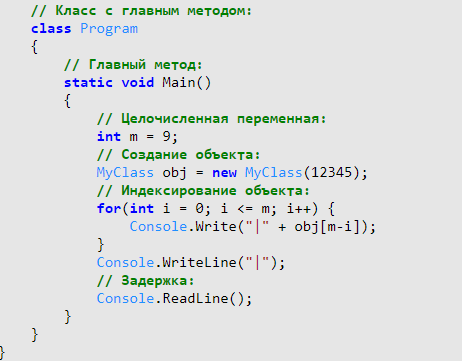 // Класс с главным методом:
class Program
{
// Главный метод:
static void Main()
{
// Целочисленная переменная:
int m = 9;
// Создание объекта:
MyClass obj = new MyClass(12345);
// Индексирование объекта:
for(int i = 0; i <= m; i++) {
Console.Write("|" + obj[m-i]);
}
Console.WriteLine("|");
// Задержка:
Console.ReadLine();
}
}
}